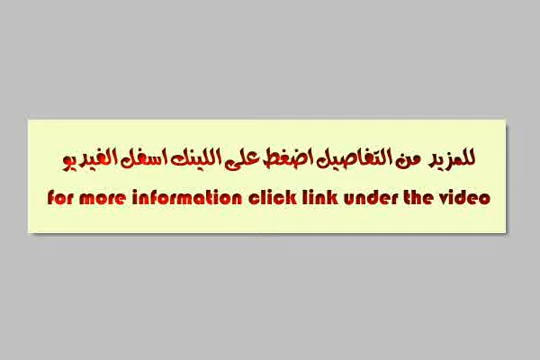 للمزيد من التفاصيل اضغط على اللينك اسفل الفيديو
for more information click link under the video